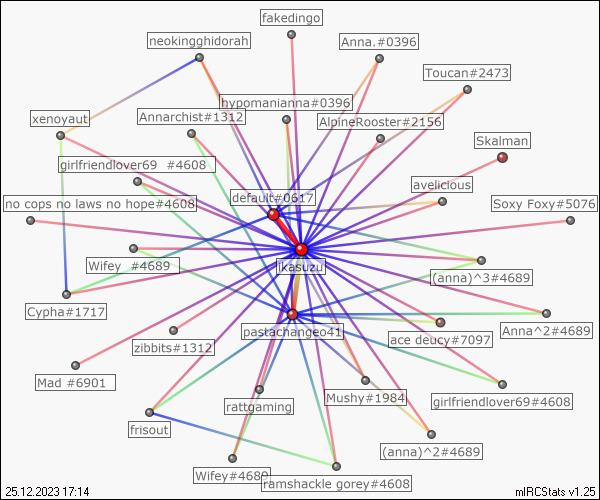 fakedingo
neokingghidorah
Anna.#0396
Toucan#2473
hypomanianna#0396
xenoyaut
Annarchist#1312
AlpineRooster#2156
Skalman
girlfriendlover69 #4608
avelicious
no cops no laws no hope#4608
default#0617
Soxy Foxy#5076
Wifey #4689
ikasuzu
(anna)^3#4689
Cypha#1717
pastachangeo41
Anna^2#4689
zibbits#1312
ace deucy#7097
Mad #6901
rattgaming
Mushy#1984
girlfriendlover69#4608
frisout
(anna)^2#4689
Wifey#4689
ramshackle gorey#4608
25.12.2023 17:14
mIRCStats v1.25